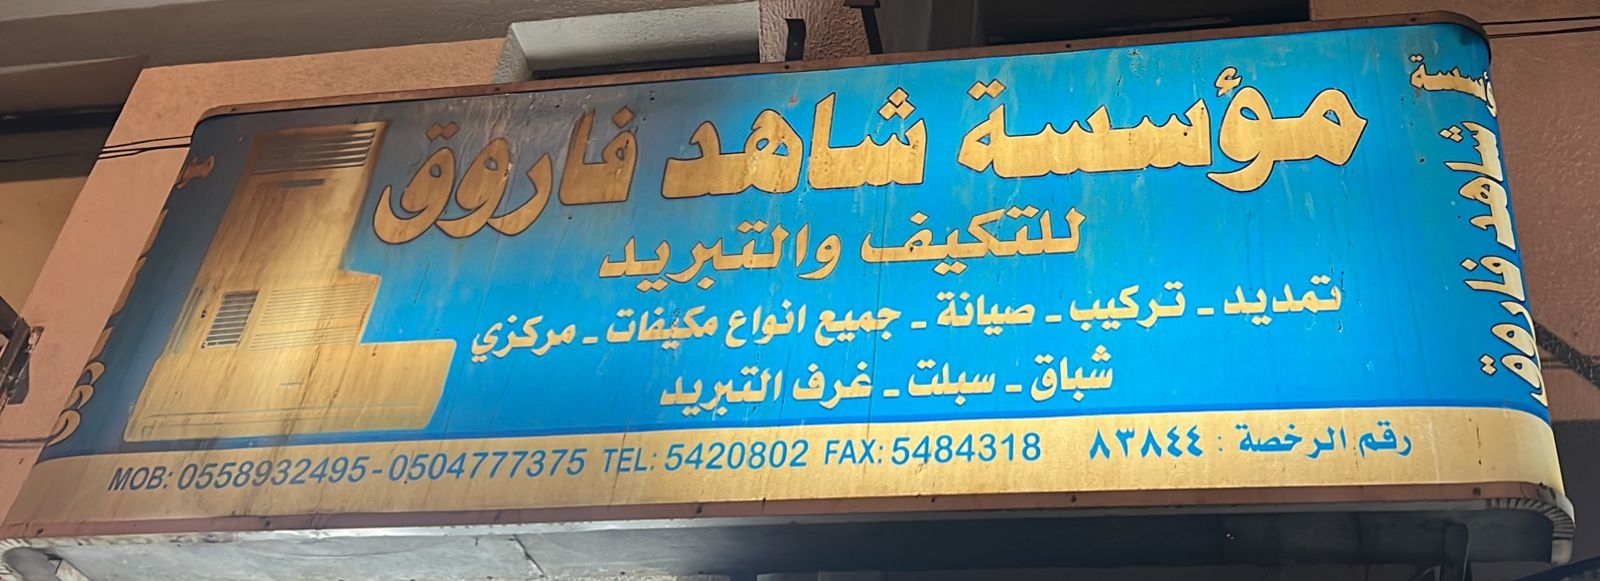 مؤسسة شاهد فاروق
للتكيف والتبريد
تمديد - تركيب - صيانة - جميع انواع مكيفات - مركزي
شباق - سبلت - غرف التبريد
MOB: 0558932495 - 0504777375 TEL: 5420802 FAX: 5484318 رقم الرخصة : ٨٣٨٤٤
مؤسسة شاهد فاروق